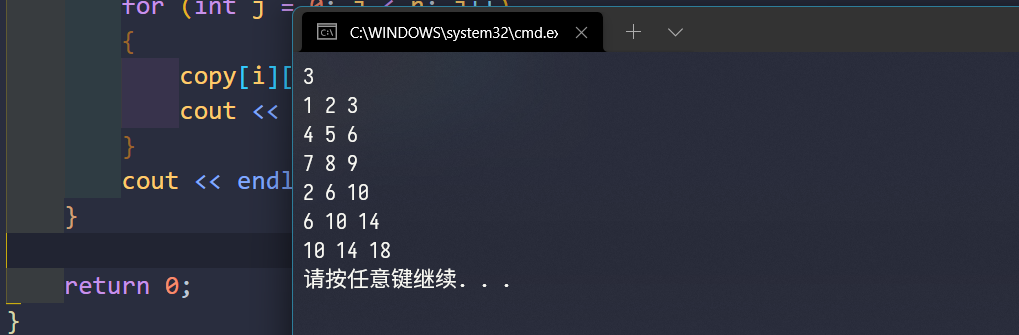 for (int j = 0; j < n; j++)
{
copy[i][
cout <<
}
cout << endl
}
return 0;
}
C:\WINDOWS\system32\cmd.ex
3
1 2 3
4 5 6
7 8 9
2 6 10
6 10 14
10 14 18
请按任意键继续. . .